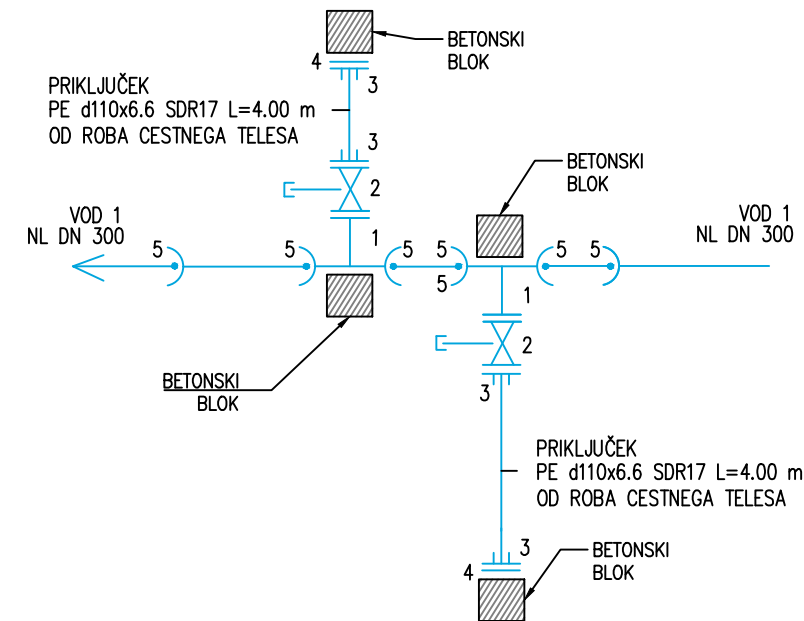 BETONSKI
BLOK
4
3
PRIKLJUČEK
PE d110x6.6 SDR17 L=4.00 m
OD ROBA CESTNEGA TELESA
3
BETONSKI
BLOK
2
VOD 1
NL DN 300
VOD 1
NL DN 300
1
5
5
5
5
5
5
5
1
2
BETONSKI
BLOK
3
PRIKLJUČEK
PE d110x6.6 SDR17 L=4.00 m
OD ROBA CESTNEGA TELESA
3
4
BETONSKI
BLOK